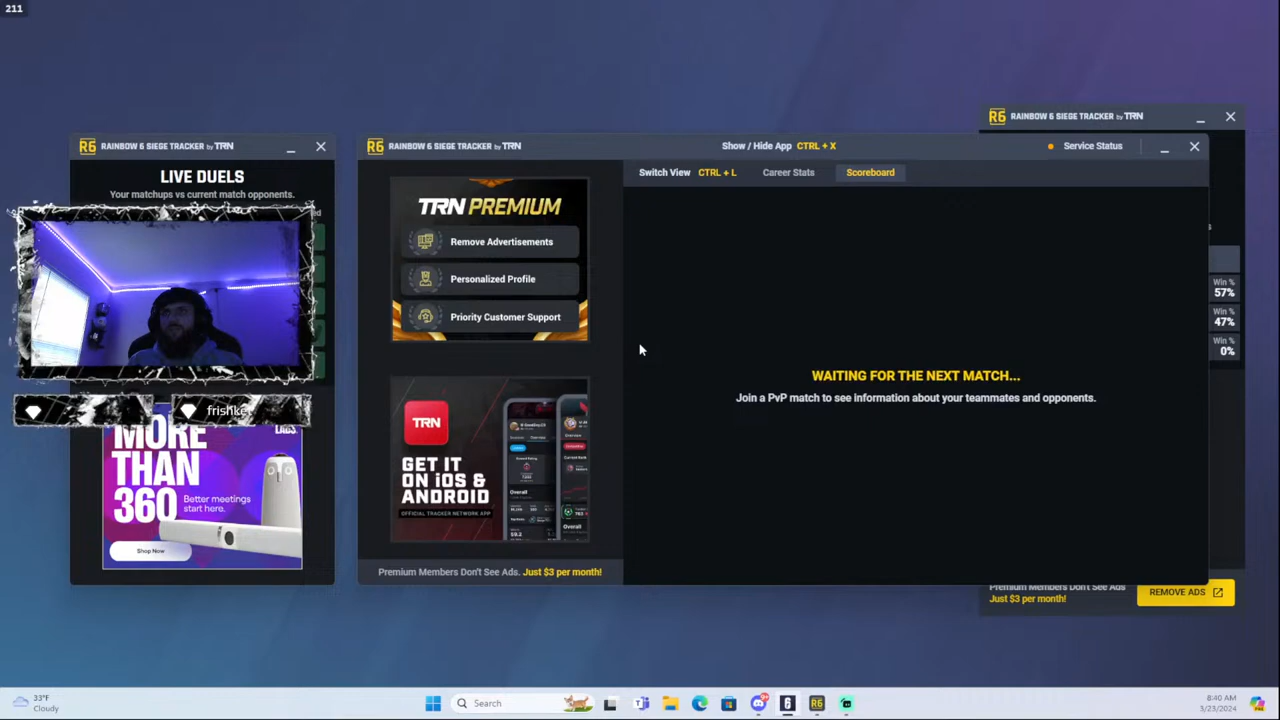 211
R6 RAINBOW 6 SIEGE TRACKER by TRN
LIVE DUELS
Your matchups vs current match opponents.
frishke
MORE
THAN
360
Better meetings
start here.
Shop Now
R6 RAINBOW 6 SIEGE TRACKER by TRN
Show / Hide App CTRL + X
Service Status
TRN PREMIUM
Remove Advertisements
Personalized Profile
Priority Customer Support
TRN
GET IT
ON iOS &
ANDROID
OFFICIAL TRACKER NETWORK APP
Overall
Overall
Premium Members Don't See Ads. Just $3 per month!
Switch View CTRL + L Career Stats Scoreboard
WAITING FOR THE NEXT MATCH...
Join a PvP match to see information about your teammates and opponents.
R6 RAINBOW 6 SIEGE TRACKER by TRN
Win %
57%
Win %
47%
Win %
0%
Premium Members Don't See Ads
Just $3 per month!
REMOVE ADS
33°F
Cloudy
Search
8:40 AM
3/23/2024